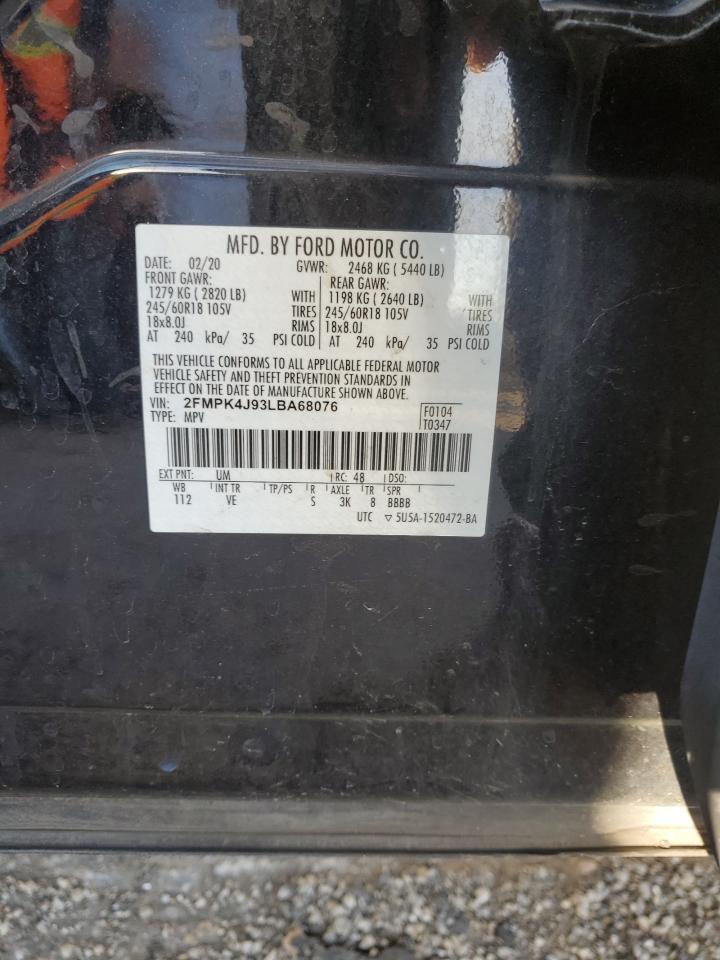 MFD. BY FORD MOTOR CO.
DATE: 02/20 GVWR: 2468 KG ( 5440 LB)
FRONT GAWR: REAR GAWR:
1279 KG ( 2820 LB) WITH 1198 KG ( 2640 LB) WITH
245/60R18 105V TIRES 245/60R18 105V TIRES
18x8.0J RIMS 18x8.0J RIMS
AT 240 kPa/ 35 PSI COLD AT 240 kPa/ 35 PSI COLD
THIS VEHICLE CONFORMS TO ALL APPLICABLE FEDERAL MOTOR
VEHICLE SAFETY AND THEFT PREVENTION STANDARDS IN
EFFECT ON THE DATE OF MANUFACTURE SHOWN ABOVE.
VIN: 2FMPK4J93LBA68076 F0104
TYPE: MPV T0347
EXT PNT: UM RC: 48 DSO:
WB INT TR TP/PS R AXLE TR SPR
112 VE S 3K 8 BBBB
UTC ▽ 5U5A-1520472-BA